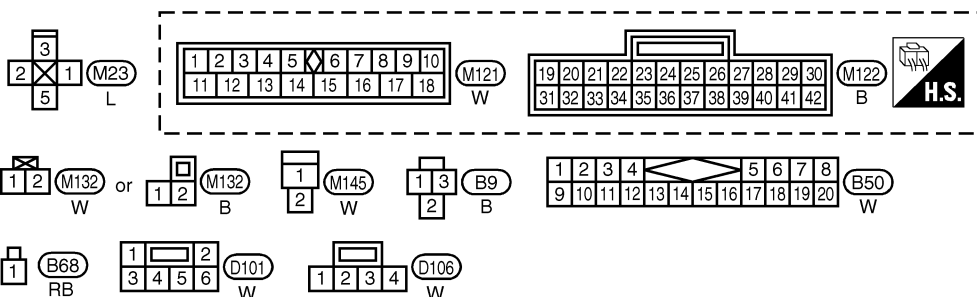 3
2 1 M23
5
L
1 2 3 4 5 6 7 8 9 10
11 12 13 14 15 16 17 18
M121
W
19 20 21 22 23 24 25 26 27 28 29 30
31 32 33 34 35 36 37 38 39 40 41 42
M122
B
H.S.
1 2 M132
W
or
1 2 M132
B
1
2
M145
W
1 3
2
B9
B
1 2 3 4 5 6 7 8
9 10 11 12 13 14 15 16 17 18 19 20
B50
W
1
B68
RB
1 2
3 4 5 6
D101
W
1 2 3 4
D106
W